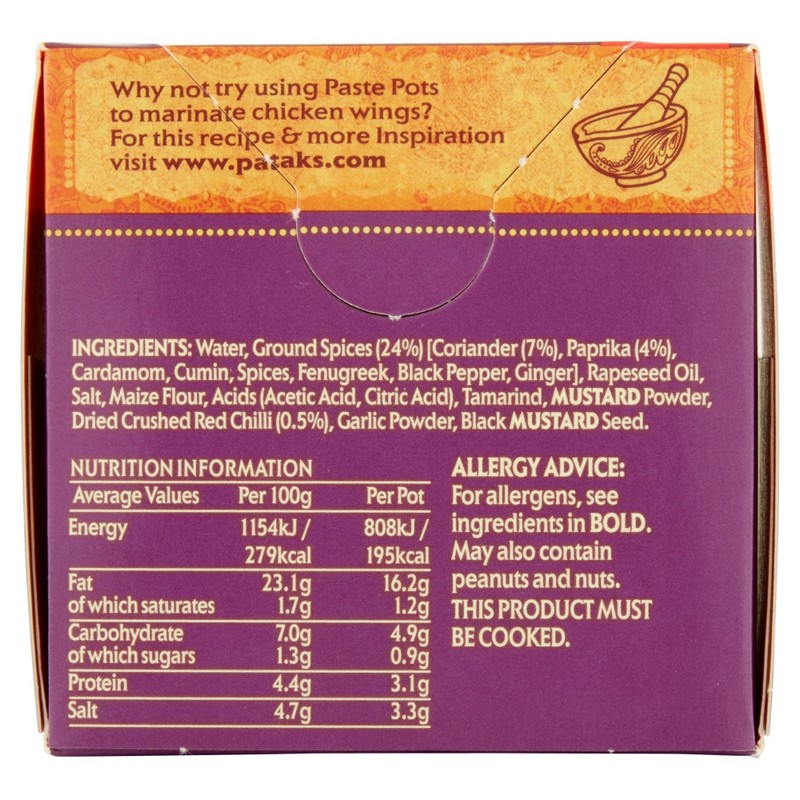 Why not try using Paste Pots
to marinate chicken wings?
For this recipe & more Inspiration
visit www.pataks.com
INGREDIENTS: Water, Ground Spices (24%) [Coriander (7%), Paprika (4%),
Cardamom, Cumin, Spices, Fenugreek, Black Pepper, Ginger], Rapeseed Oil,
Salt, Maize Flour, Acids (Acetic Acid, Citric Acid), Tamarind, MUSTARD Powder,
Dried Crushed Red Chilli (0.5%), Garlic Powder, Black MUSTARD Seed.
NUTRITION INFORMATION
Average Values Per 100g Per Pot
Energy 1154kJ / 808kJ /
279kcal 195kcal
Fat 23.1g 16.2g
of which saturates 1.7g 1.2g
Carbohydrate 7.0g 4.9g
of which sugars 1.3g 0.9g
Protein 4.4g 3.1g
Salt 4.7g 3.3g
ALLERGY ADVICE:
For allergens, see
ingredients in BOLD.
May also contain
peanuts and nuts.
THIS PRODUCT MUST
BE COOKED.